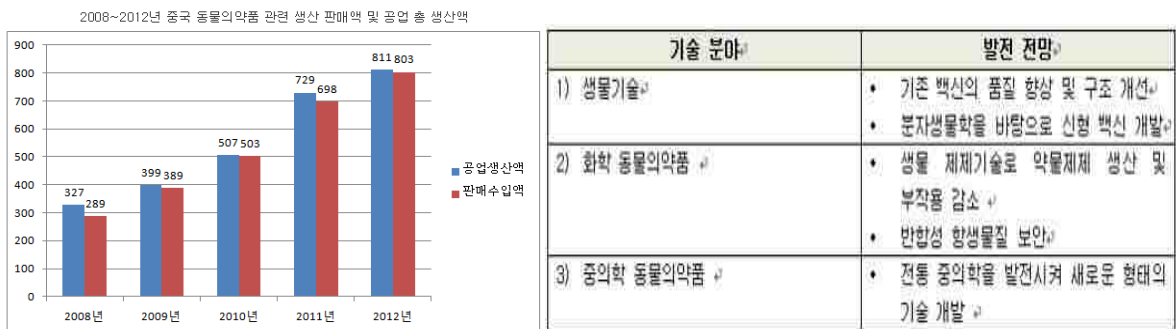 2008~2012년 중국 동물의약품 관련 생산 판매액 및 공업 총 생산액
900
800
700
600
500
400
300
200
100
0
327
289
399
389
507 503
729
698
811 803
2008년
2009년
2010년
2011년
2012년
공업생산액
판매수입액
기술 분야
발전 전망
1) 생물기술
• 기존 백신의 품질 향상 및 구조 개선
• 분자생물학을 바탕으로 신형 백신 개발
2) 화학 동물의약품
• 생물 제제기술로 약물제제 생산 및
부작용 감소
• 반합성 항생물질 보안
3) 중의학 동물의약품
• 전통 중의학을 발전시켜 새로운 형태의
기술 개발